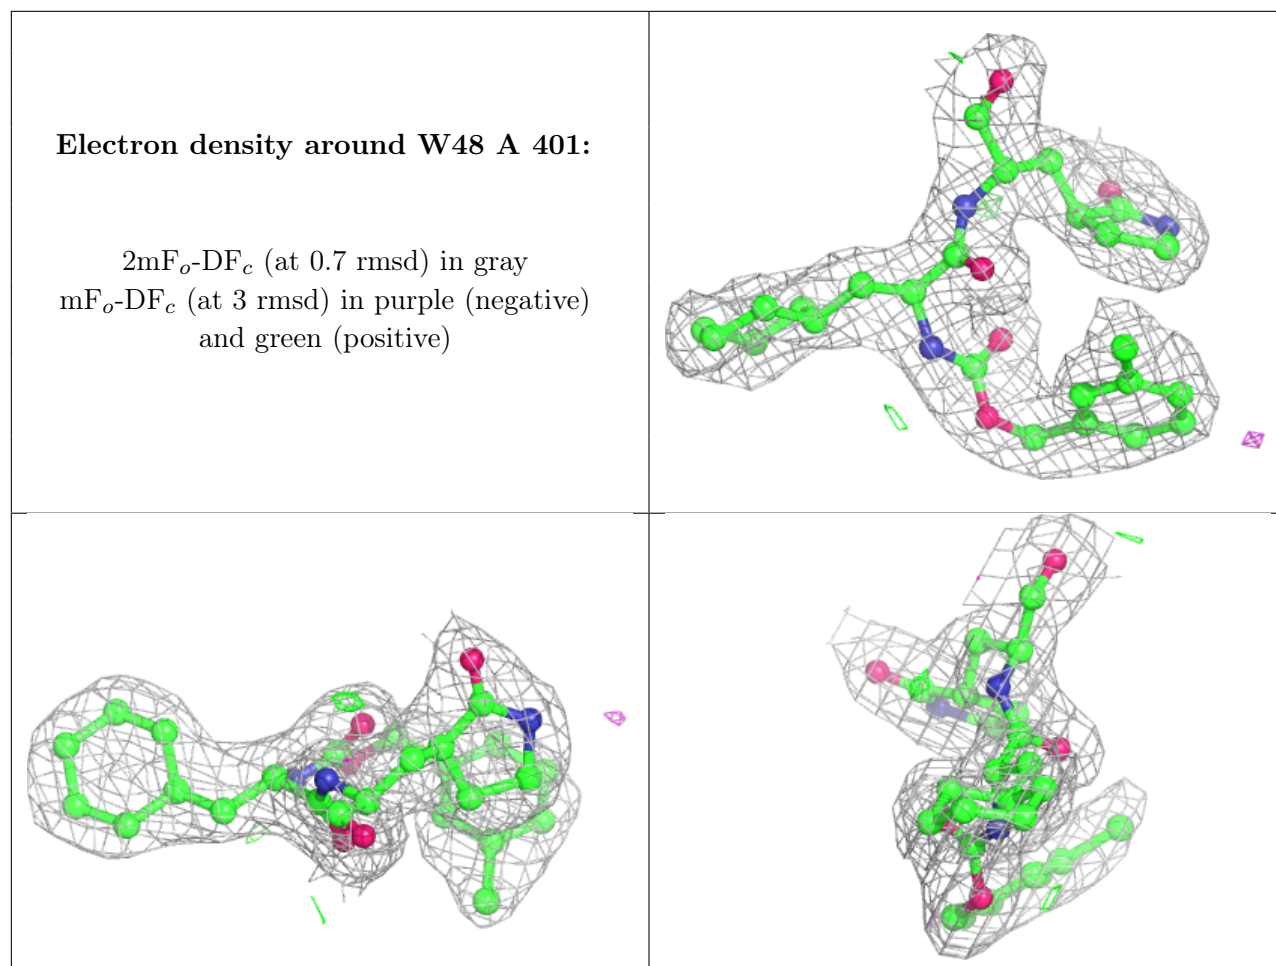 Electron density around W48 A 401:
2mFo-DFc (at 0.7 rmsd) in gray
mFo-DFc (at 3 rmsd) in purple (negative)
and green (positive)